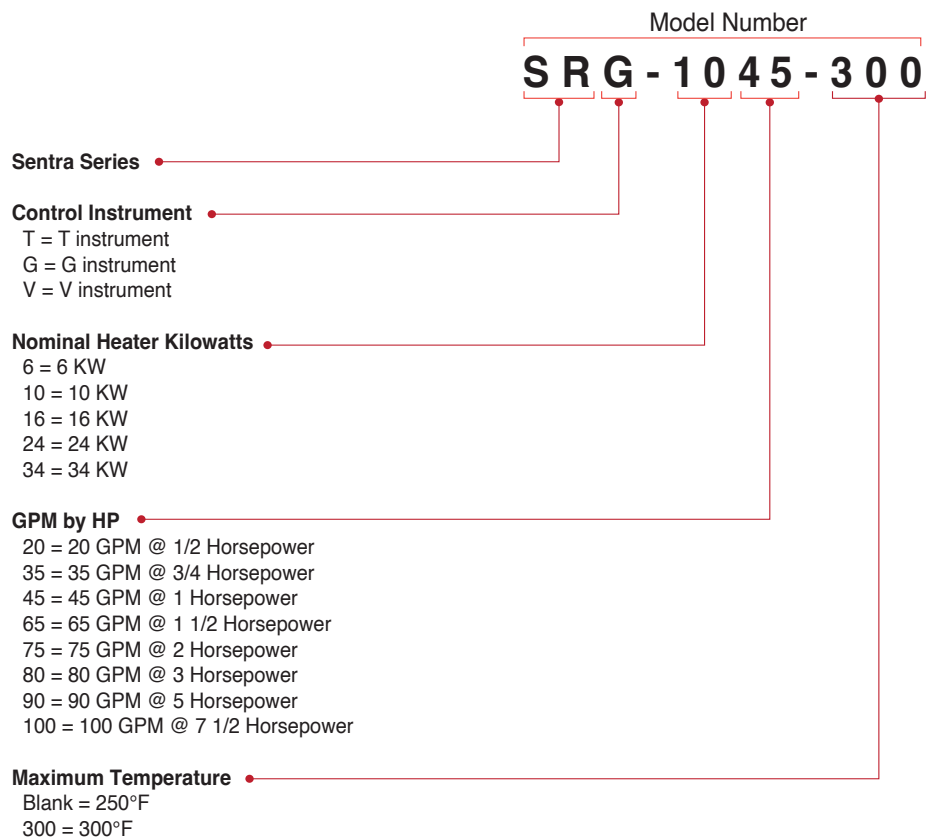 Model Number
SRG-1045-300
Sentra Series
Control Instrument
T = T instrument
G = G instrument
V = V instrument
Nominal Heater Kilowatts
6 = 6 KW
10 = 10 KW
16 = 16 KW
24 = 24 KW
34 = 34 KW
GPM by HP
20 = 20 GPM @ 1/2 Horsepower
35 = 35 GPM @ 3/4 Horsepower
45 = 45 GPM @ 1 Horsepower
65 = 65 GPM @ 1 1/2 Horsepower
75 = 75 GPM @ 2 Horsepower
80 = 80 GPM @ 3 Horsepower
90 = 90 GPM @ 5 Horsepower
100 = 100 GPM @ 7 1/2 Horsepower
Maximum Temperature
Blank = 250°F
300 = 300°F